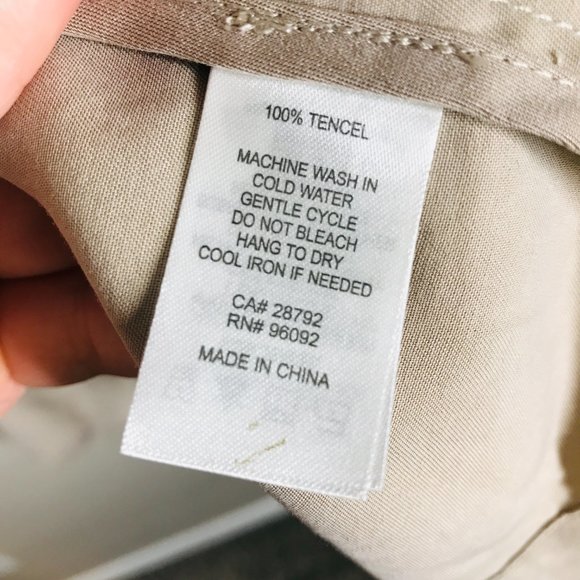 100% TENCEL
MACHINE WASH IN
COLD WATER
GENTLE CYCLE
DO NOT BLEACH
HANG TO DRY
COOL IRON IF NEEDED
CA# 28792
RN# 96092
MADE IN CHINA